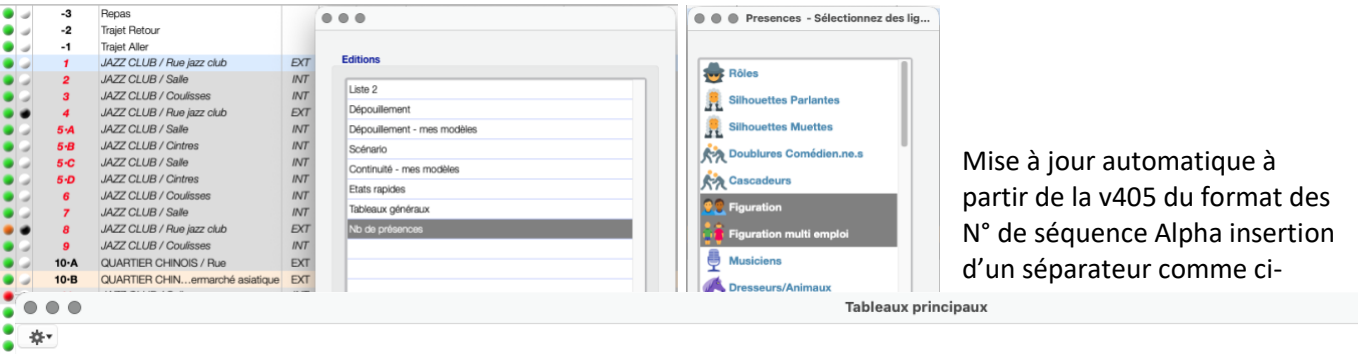 -3 Repas
-2 Trajet Retour
-1 Trajet Aller
1 JAZZ CLUB / Rue jazz club EXT
2 JAZZ CLUB / Salle INT
3 JAZZ CLUB / Coulisses INT
4 JAZZ CLUB / Rue jazz club EXT
5·A JAZZ CLUB / Salle INT
5·B JAZZ CLUB / Cintres INT
5·C JAZZ CLUB / Salle INT
5·D JAZZ CLUB / Cintres INT
6 JAZZ CLUB / Coulisses INT
7 JAZZ CLUB / Salle INT
8 JAZZ CLUB / Rue jazz club EXT
9 JAZZ CLUB / Coulisses INT
10·A QUARTIER CHINOIS / Rue EXT
10·B QUARTIER CHIN…ermarché asiatique EXT
Editions
Liste 2
Dépouillement
Dépouillement - mes modèles
Scénario
Continuité - mes modèles
Etats rapides
Tableaux généraux
Nb de présences
Presences - Sélectionnez des lig...
Rôles
Silhouettes Parlantes
Silhouettes Muettes
Doublures Comédien.ne.s
Cascadeurs
Figuration
Figuration multi emploi
Musiciens
Dresseurs/Animaux
Mise à jour automatique à
partir de la v405 du format des
N° de séquence Alpha insertion
d'un séparateur comme ci-
Tableaux principaux